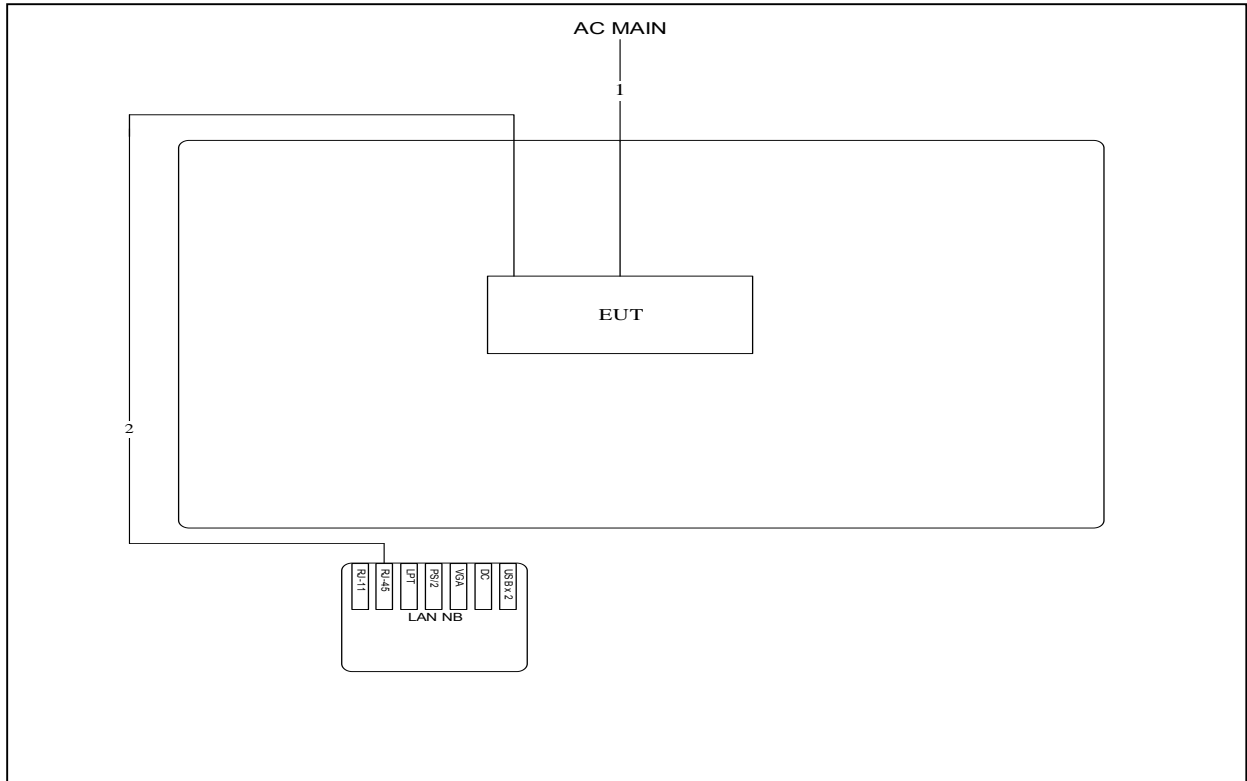 AC MAIN
1
EUT
2
RJ-11
RJ-45
LPT
PS/2
VGA
DC
USB x 2
LAN NB